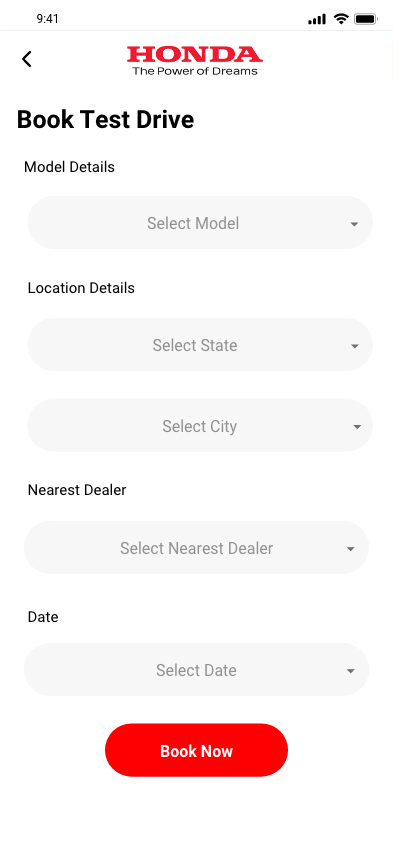 9:41
HONDA
The Power of Dreams
Book Test Drive
Model Details
Select Model
Location Details
Select State
Select City
Nearest Dealer
Select Nearest Dealer
Date
Select Date
Book Now